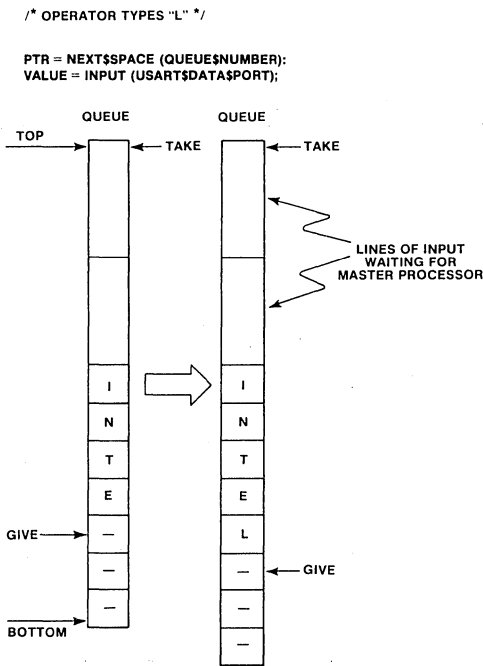 /* OPERATOR TYPES "L" */
PTR = NEXT$SPACE (QUEUE$NUMBER):
VALUE = INPUT (USART$DATA$PORT);
QUEUE QUEUE
TOP TAKE TAKE
LINES OF INPUT
WAITING FOR
MASTER PROCESSOR
I I
N N
T T
E E
GIVE — L
— — GIVE
— —
BOTTOM
—